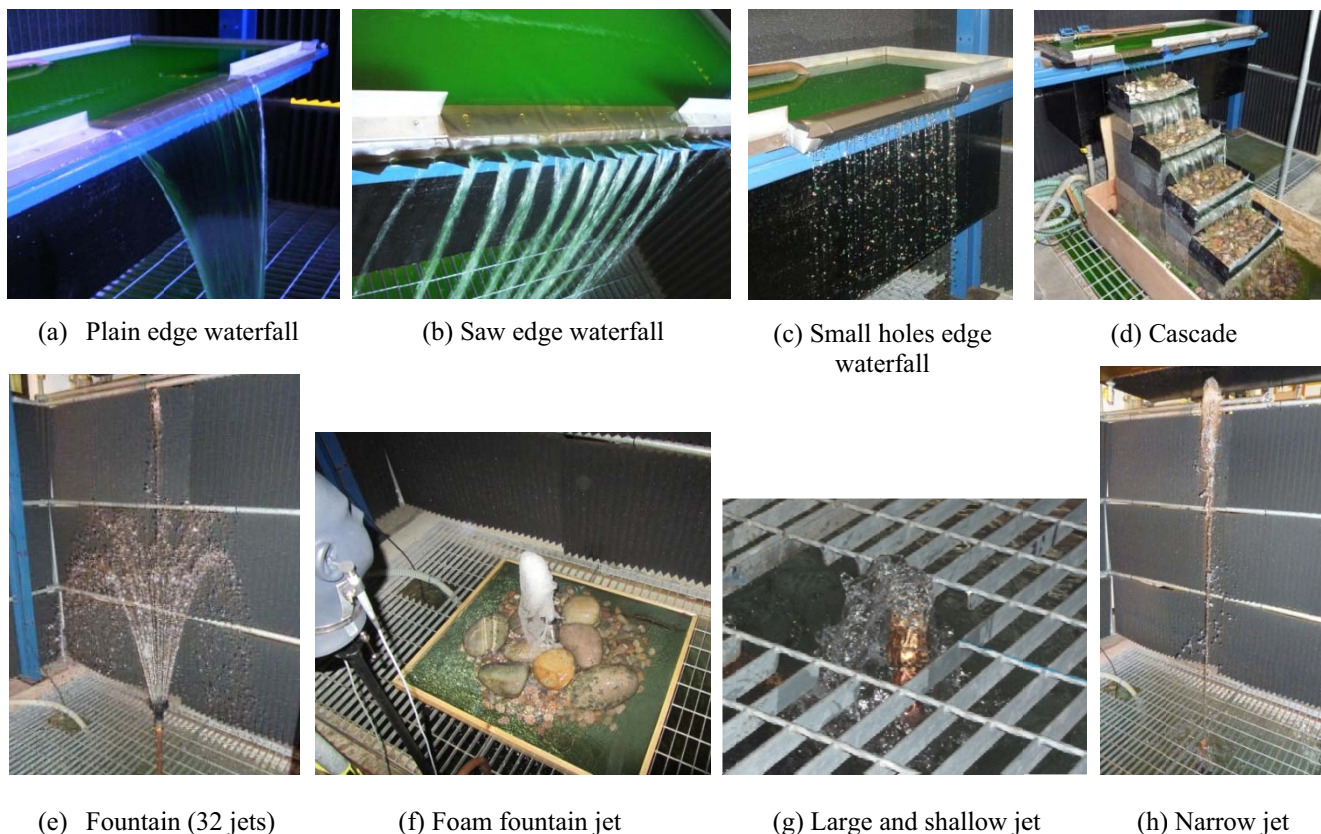 (a) Plain edge waterfall
(b) Saw edge waterfall
(c) Small holes edge
waterfall
(d) Cascade
(e) Fountain (32 jets)
(f) Foam fountain jet
(g) Large and shallow jet
(h) Narrow jet